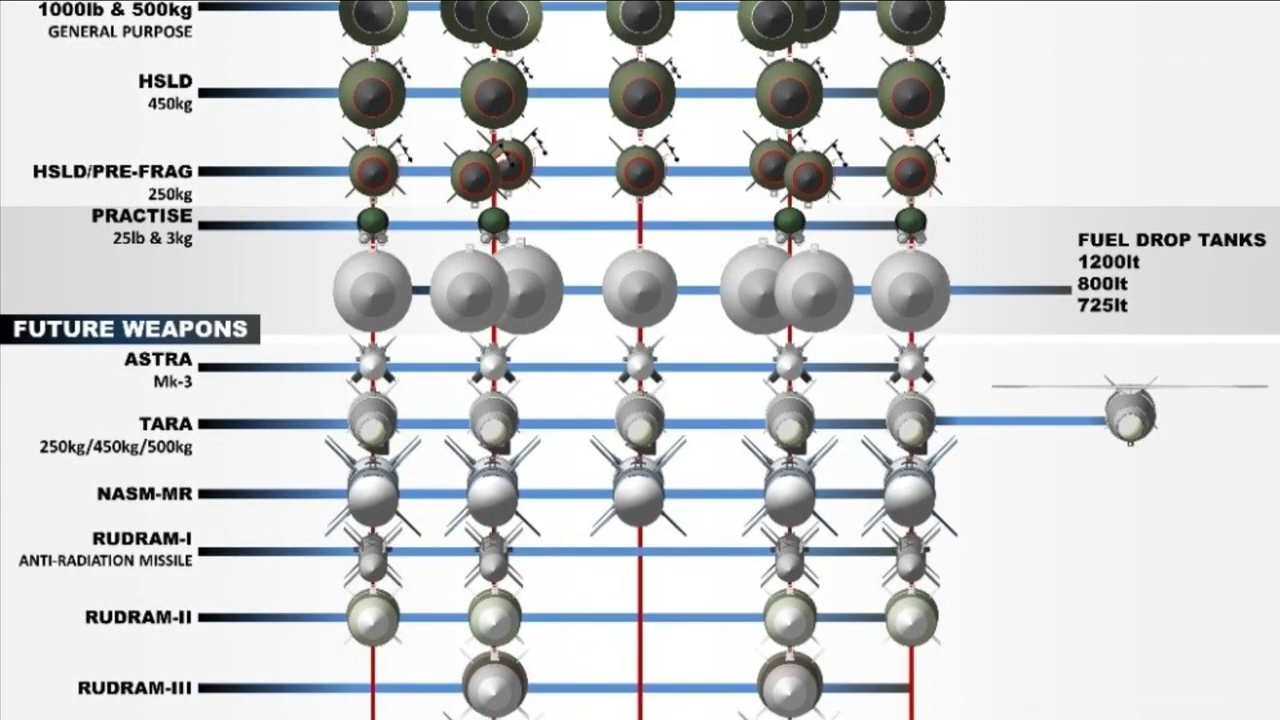 1000lb & 500kg
GENERAL PURPOSE
HSLD
450kg
HSLD/PRE-FRAG
250kg
PRACTISE
25lb & 3kg
FUEL DROP TANKS
1200lt
800lt
725lt
FUTURE WEAPONS
ASTRA
Mk-3
TARA
250kg/450kg/500kg
NASM-MR
RUDRAM-I
ANTI-RADIATION MISSILE
RUDRAM-II
RUDRAM-III